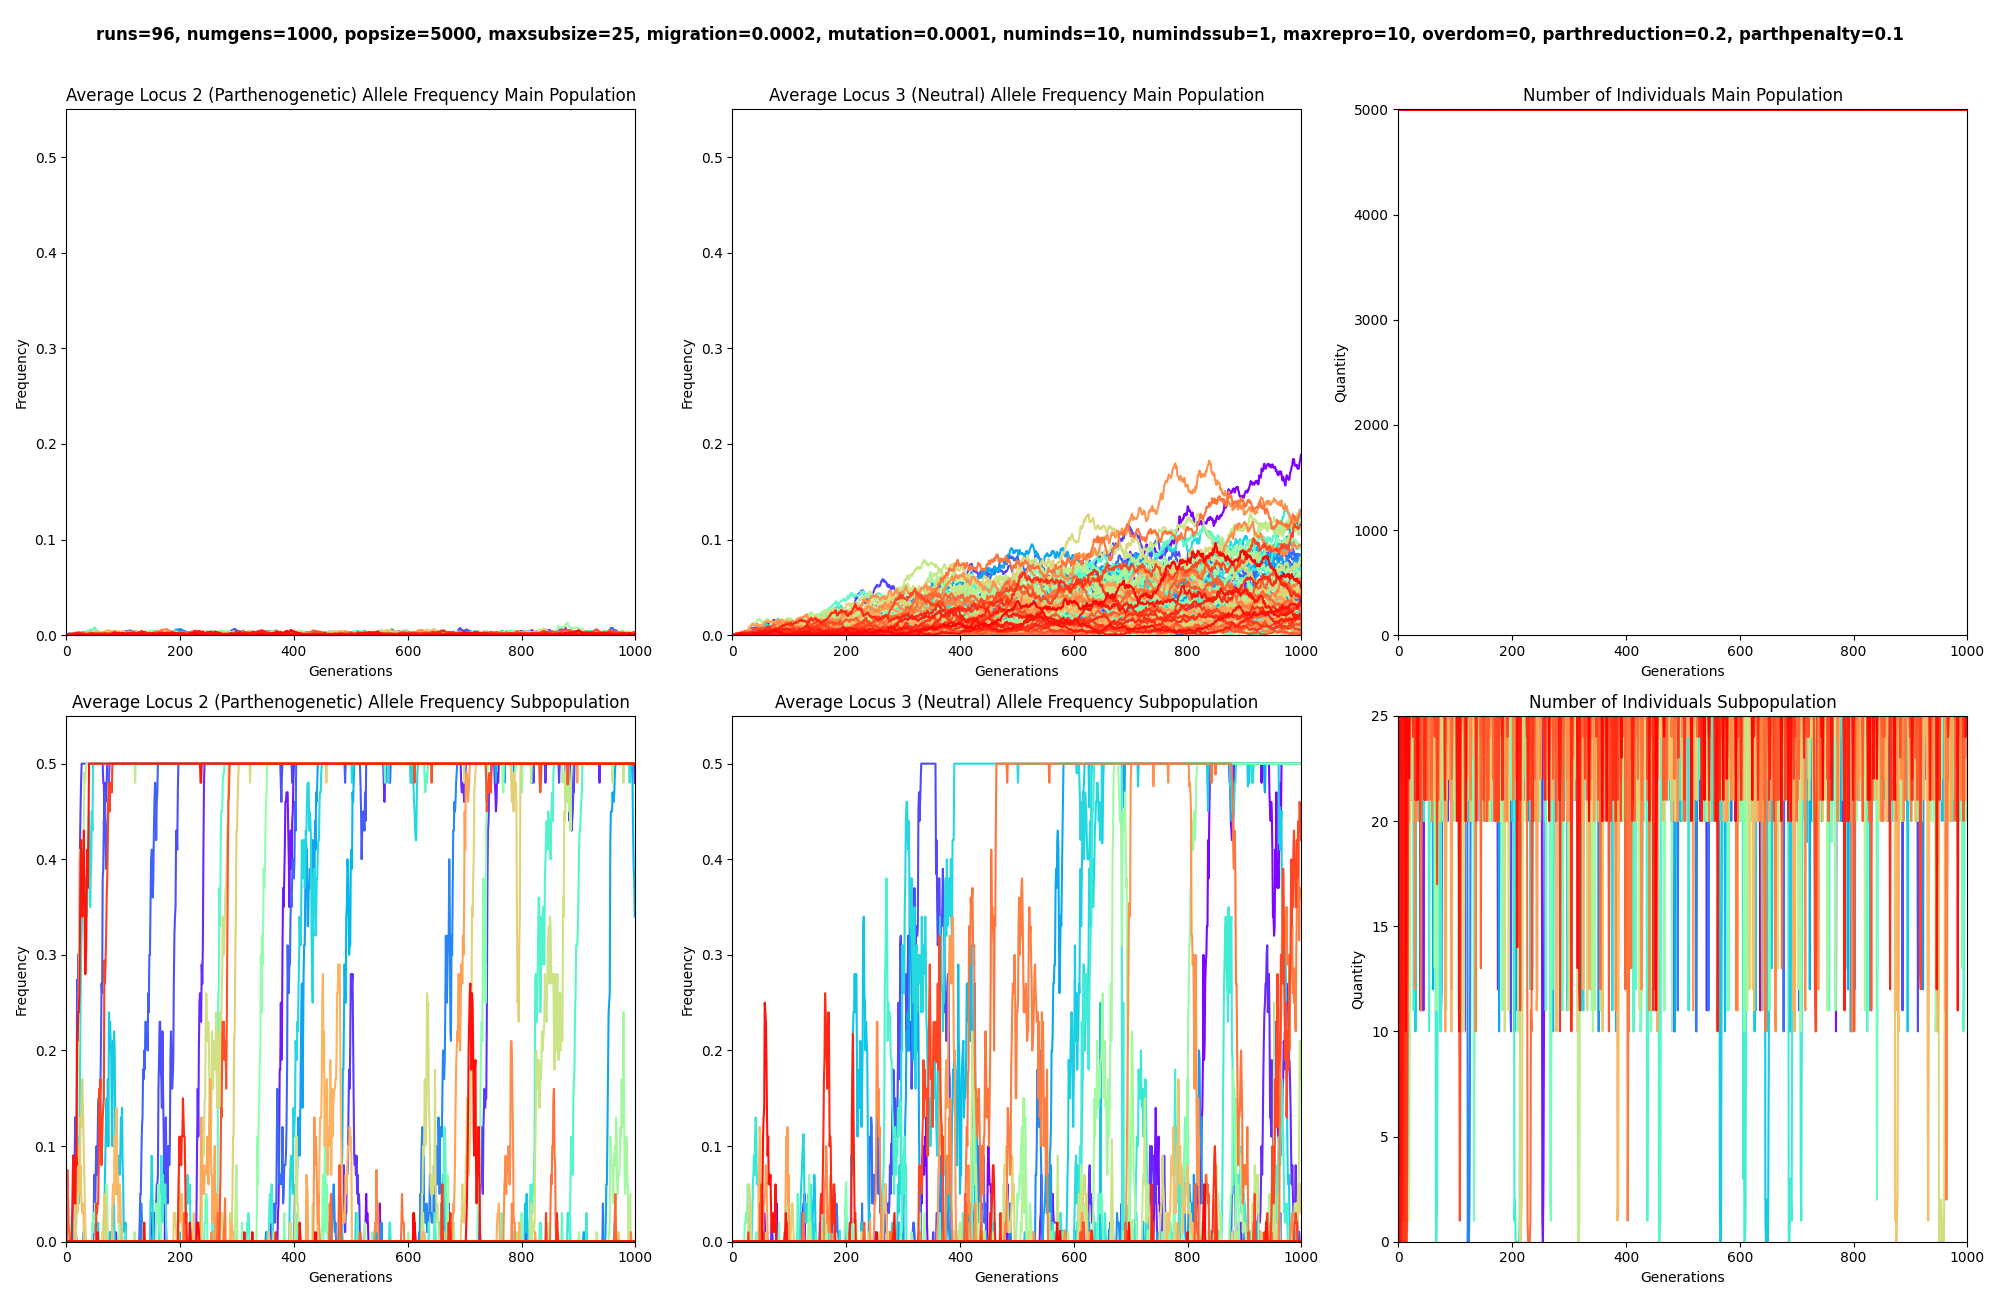 runs=96, numgens=1000, popsize=5000, maxsubsize=25, migration=0.0002, mutation=0.0001, numinds=10, numindssub=1, maxrepro=10, overdom=0, parthreduction=0.2, parthpenalty=0.1
Average Locus 2 (Parthenogenetic) Allele Frequency Main Population
0.5
0.4
0.3
0.2
0.1
0.0
Frequency
0 200 400 600 800 1000
Generations
Average Locus 3 (Neutral) Allele Frequency Main Population
0.5
0.4
0.3
0.2
0.1
0.0
Frequency
0 200 400 600 800 1000
Generations
Number of Individuals Main Population
5000
4000
3000
2000
1000
0
Quantity
0 200 400 600 800 1000
Generations
Average Locus 2 (Parthenogenetic) Allele Frequency Subpopulation
0.5
0.4
0.3
0.2
0.1
0.0
Frequency
0 200 400 600 800 1000
Generations
Average Locus 3 (Neutral) Allele Frequency Subpopulation
0.5
0.4
0.3
0.2
0.1
0.0
Frequency
0 200 400 600 800 1000
Generations
Number of Individuals Subpopulation
25
20
15
10
5
0
Quantity
0 200 400 600 800 1000
Generations